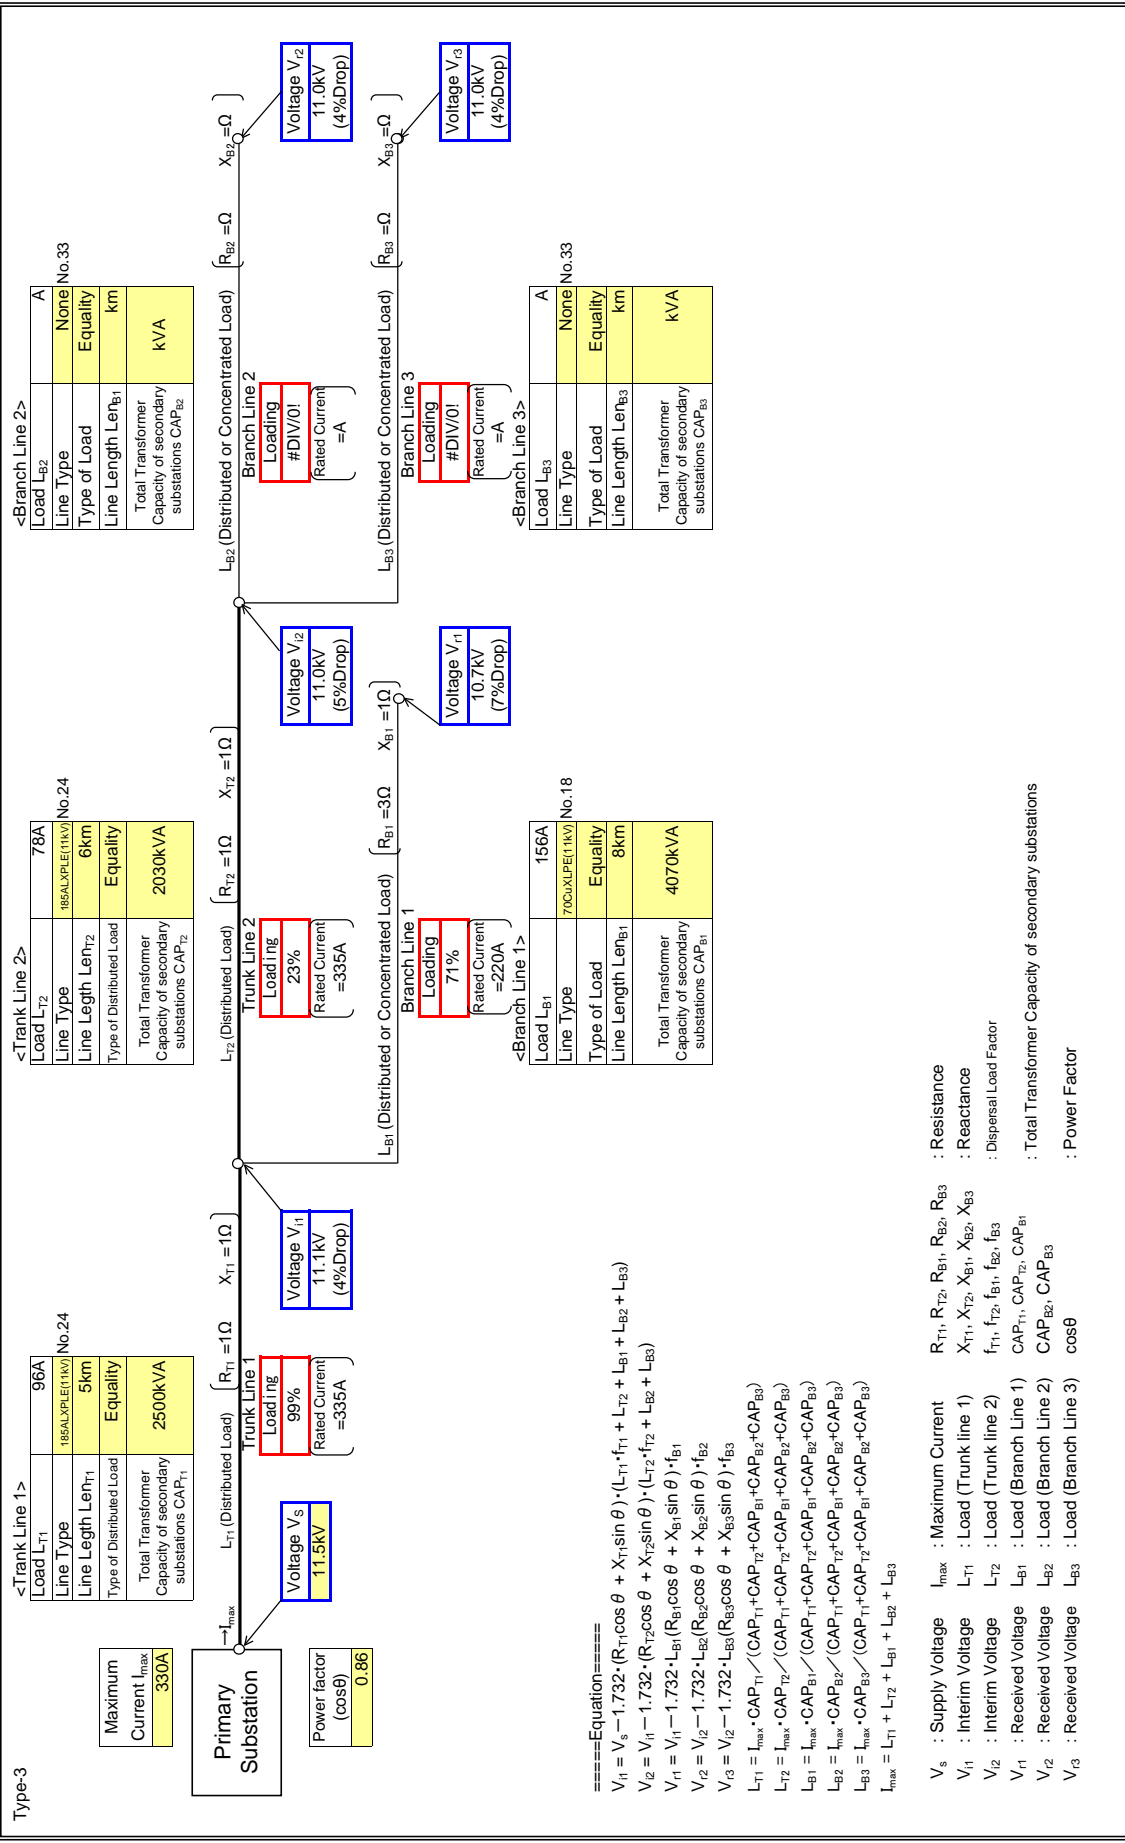 Type-3
Maximum
Current Imax
330A
Primary
Substation
Power factor
(cosθ)
0.86
→Imax
Voltage VS
11.5kV
<Trank Line 1>
Load LT1 96A
Line Type 185ALXPLE(11kV) No.24
Line Legth LenT1 5km
Type of Distributed Load Equality
Total Transformer
Capacity of secondary
substations CAPT1
2500kVA
LT1 (Distributed Load)
RT1 =1Ω XT1 =1Ω
Trunk Line 1
Loading
99%
Rated Current
=335A
Voltage Vi1
11.1kV
(4%Drop)
<Trank Line 2>
Load LT2 78A
Line Type 185ALXPLE(11kV) No.24
Line Legth LenT2 6km
Type of Distributed Load Equality
Total Transformer
Capacity of secondary
substations CAPT2
2030kVA
LT2 (Distributed Load)
RT2 =1Ω XT2 =1Ω
Trunk Line 2
Loading
23%
Rated Current
=335A
Voltage Vi2
11.0kV
(5%Drop)
LB1 (Distributed or Concentrated Load)
RB1 =3Ω XB1 =1Ω
Branch Line 1
Loading
71%
Rated Current
=220A
Voltage Vr1
10.7kV
(7%Drop)
<Branch Line 1>
Load LB1 156A
Line Type 70CuXLPE(11kV) No.18
Type of Load Equality
Line Length LenB1 8km
Total Transformer
Capacity of secondary
substations CAPB1
4070kVA
<Branch Line 2>
Load LB2 A
Line Type None No.33
Type of Load Equality
Line Length LenB1 km
Total Transformer
Capacity of secondary
substations CAPB2
kVA
LB2 (Distributed or Concentrated Load)
RB2 =Ω XB2 =Ω
Branch Line 2
Loading
#DIV/0!
Rated Current
=A
Voltage Vr2
11.0kV
(4%Drop)
LB3 (Distributed or Concentrated Load)
RB3 =Ω XB3 =Ω
Branch Line 3
Loading
#DIV/0!
Rated Current
=A
Voltage Vr3
11.0kV
(4%Drop)
<Branch Line 3>
Load LB3 A
Line Type None No.33
Type of Load Equality
Line Length LenB3 km
Total Transformer
Capacity of secondary
substations CAPB3
kVA
=====Equation=====
Vi1 = Vs－1.732・(RT1cosθ + XT1sinθ)・(LT1・fT1 + LT2 + LB1 + LB2 + LB3)
Vi2 = Vi1－1.732・(RT2cosθ + XT2sinθ)・(LT2・fT2 + LB2 + LB3)
Vr1 = Vi1－1.732・LB1(RB1cosθ + XB1sinθ)・fB1
Vr2 = Vi2－1.732・LB2(RB2cosθ + XB2sinθ)・fB2
Vr3 = Vi2－1.732・LB3(RB3cosθ + XB3sinθ)・fB3
LT1 = Imax・CAPT1／(CAPT1+CAPT2+CAPB1+CAPB2+CAPB3)
LT2 = Imax・CAPT2／(CAPT1+CAPT2+CAPB1+CAPB2+CAPB3)
LB1 = Imax・CAPB1／(CAPT1+CAPT2+CAPB1+CAPB2+CAPB3)
LB2 = Imax・CAPB2／(CAPT1+CAPT2+CAPB1+CAPB2+CAPB3)
LB3 = Imax・CAPB3／(CAPT1+CAPT2+CAPB1+CAPB2+CAPB3)
Imax = LT1 + LT2 + LB1 + LB2 + LB3
Vs : Supply Voltage Imax : Maximum Current RT1, RT2, RB1, RB2, RB3 : Resistance
Vi1 : Interim Voltage LT1 : Load (Trunk line 1) XT1, XT2, XB1, XB2, XB3 : Reactance
Vi2 : Interim Voltage LT2 : Load (Trunk line 2) fT1, fT2, fB1, fB2, fB3 : Dispersal Load Factor
Vr1 : Received Voltage LB1 : Load (Branch Line 1) CAPT1, CAPT2, CAPB1
Vr2 : Received Voltage LB2 : Load (Branch Line 2) CAPB2, CAPB3 : Total Transformer Capacity of secondary substations
Vr3 : Received Voltage LB3 : Load (Branch Line 3) cosθ : Power Factor